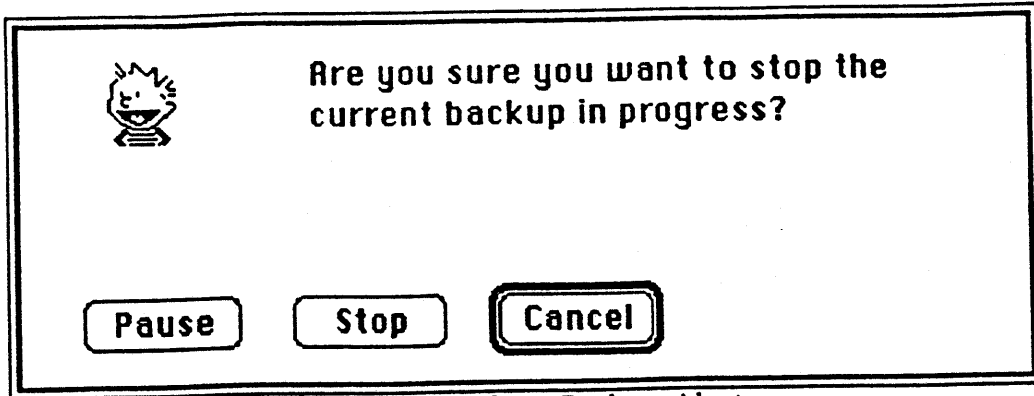 Are you sure you want to stop the
current backup in progress?
Pause
Stop
Cancel